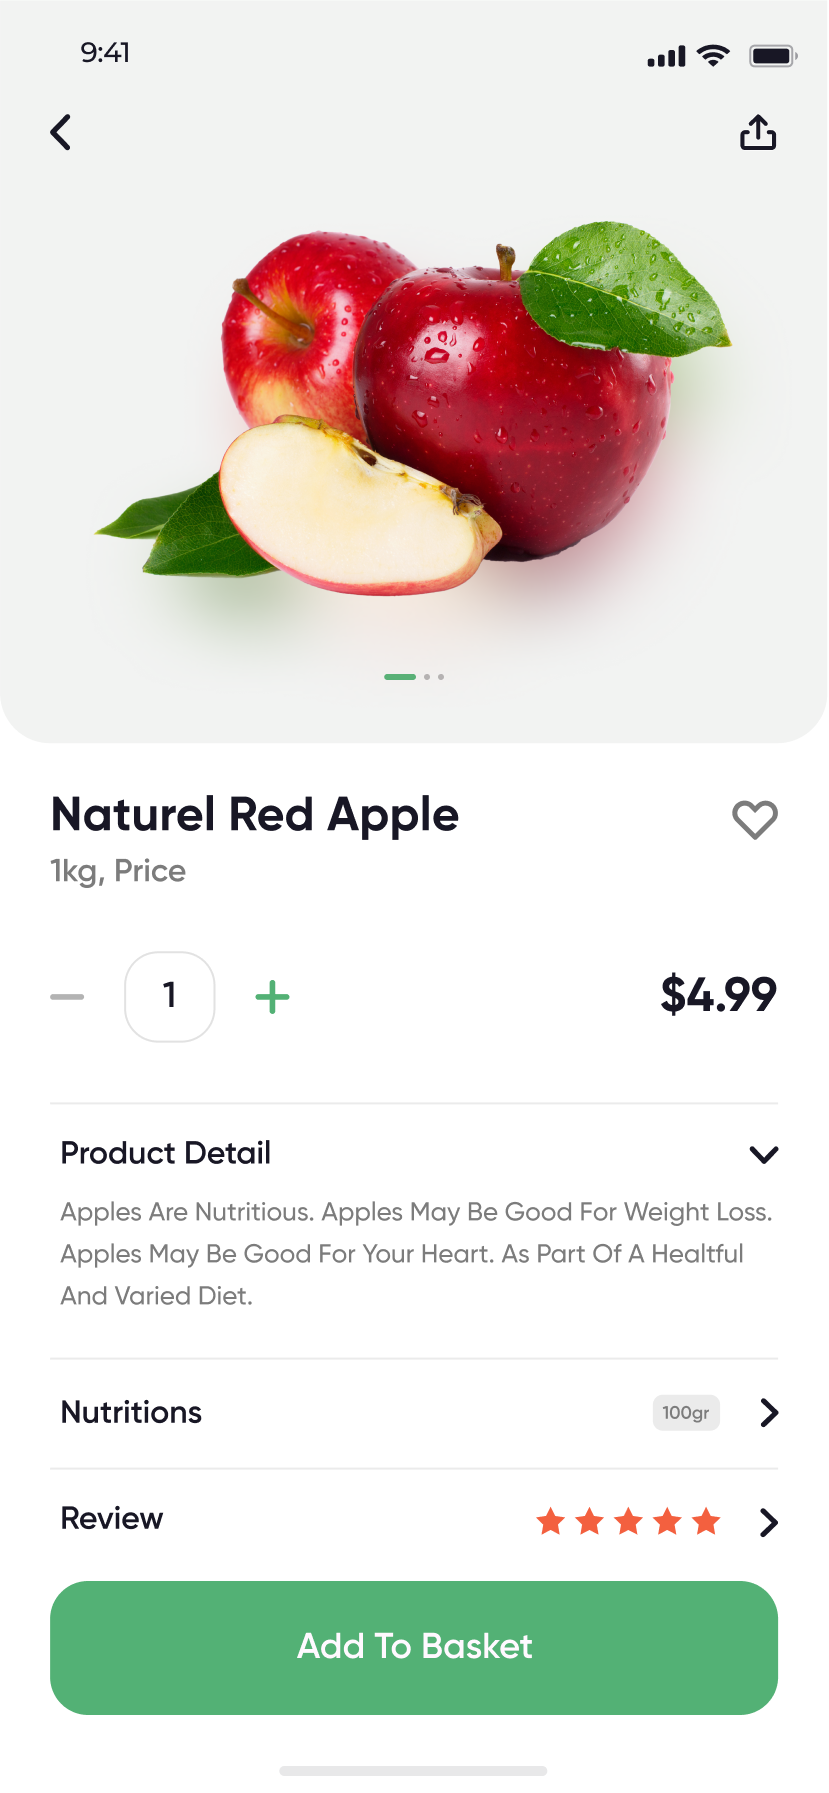 9:41
Naturel Red Apple
1kg, Price
1
$4.99
Product Detail
Apples Are Nutritious. Apples May Be Good For Weight Loss.
Apples May Be Good For Your Heart. As Part Of A Healtful
And Varied Diet.
Nutritions
100gr
Review
Add To Basket